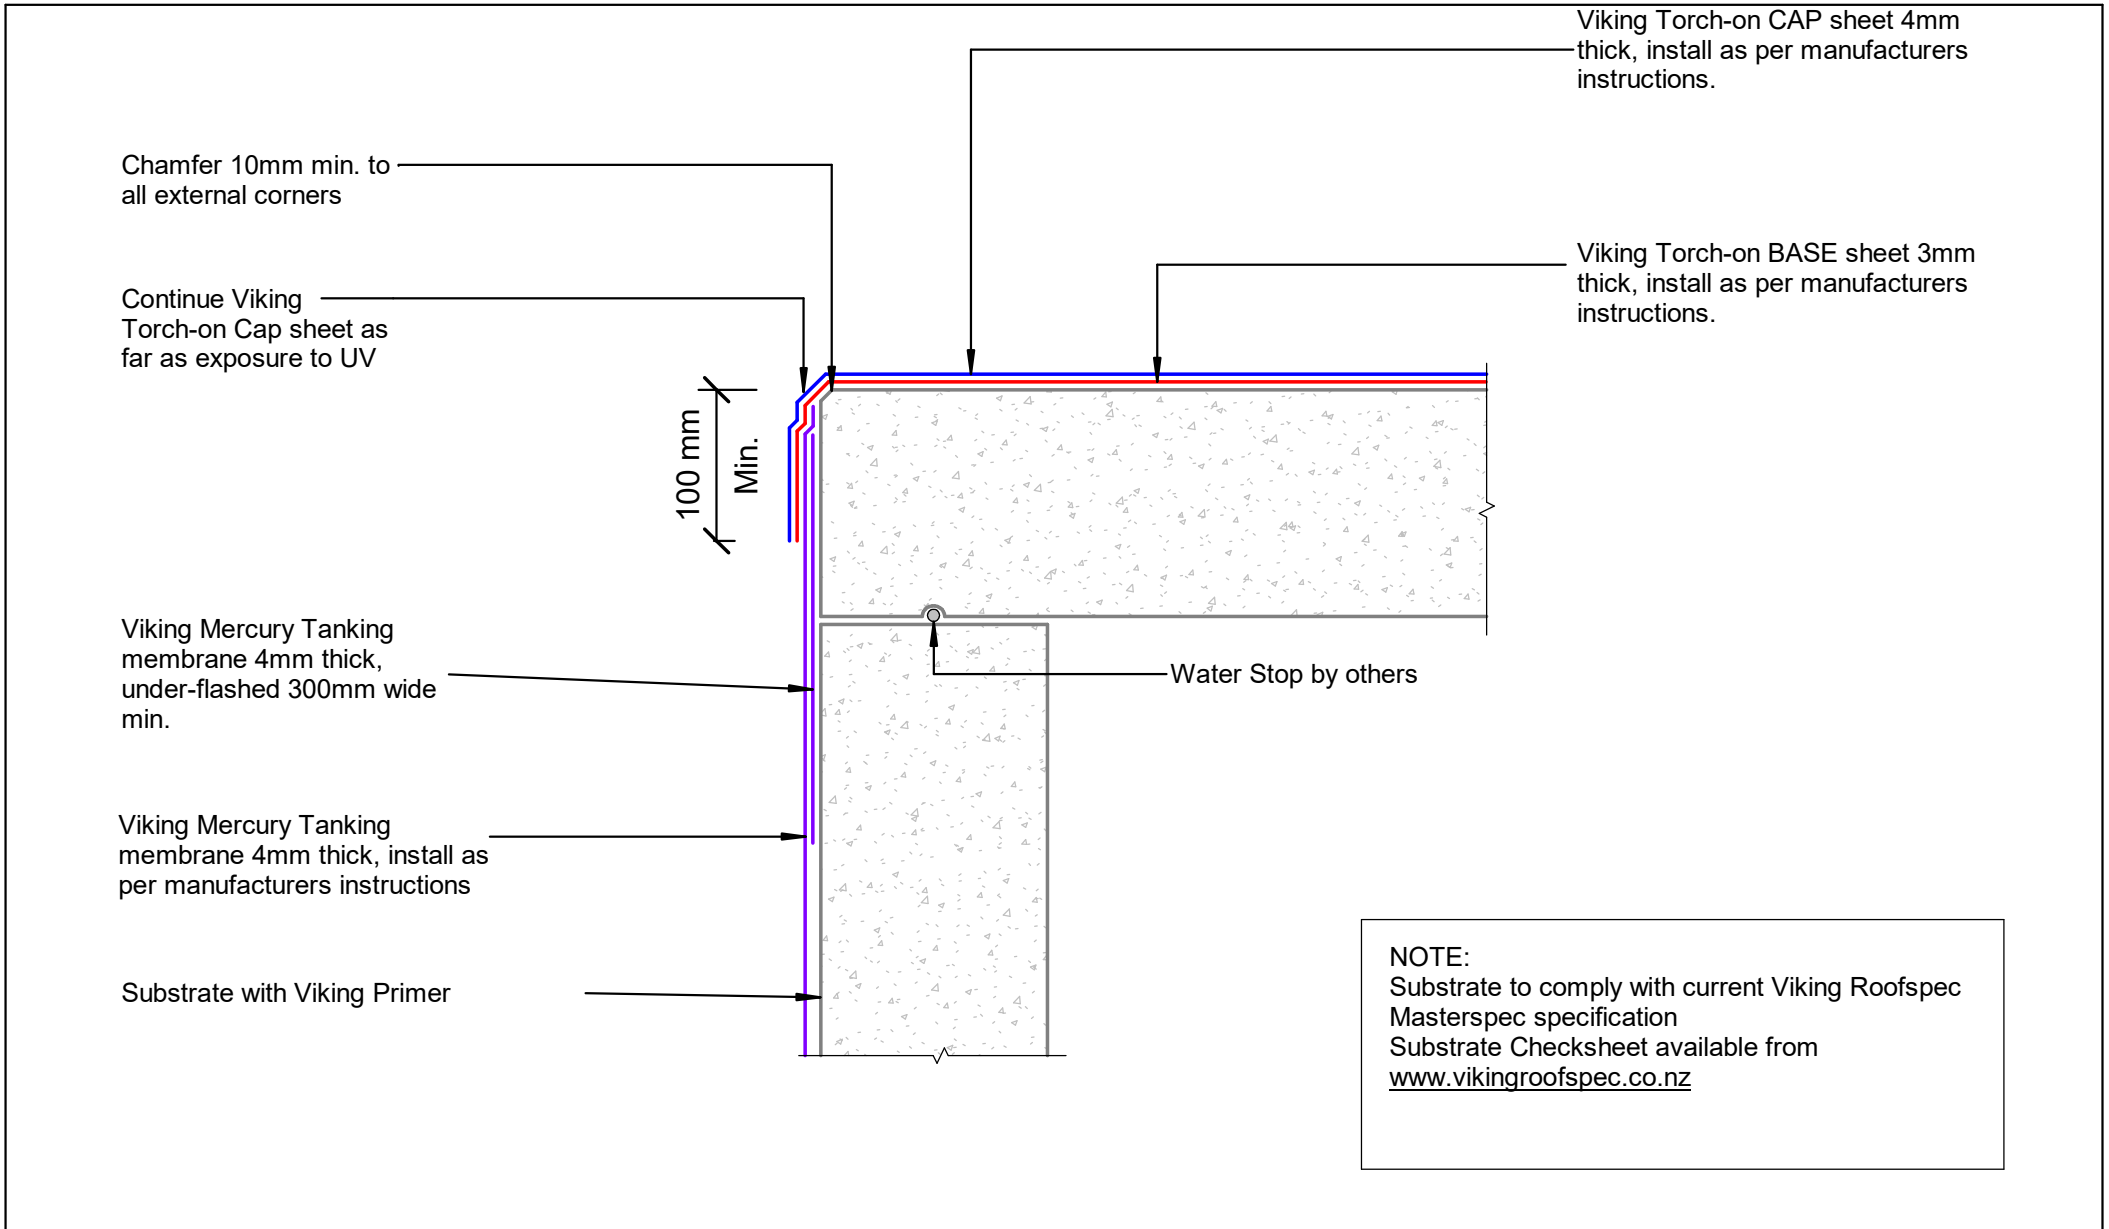 Viking Torch-on CAP sheet 4mm
thick, install as per manufacturers
instructions.
Chamfer 10mm min. to
all external corners
Viking Torch-on BASE sheet 3mm
thick, install as per manufacturers
instructions.
Continue Viking
Torch-on Cap sheet as
far as exposure to UV
100 mm
Min.
Viking Mercury Tanking
membrane 4mm thick,
under-flashed 300mm wide
min.
Water Stop by others
Viking Mercury Tanking
membrane 4mm thick, install as
per manufacturers instructions
Substrate with Viking Primer
NOTE:
Substrate to comply with current Viking Roofspec
Masterspec specification
Substrate Checksheet available from
www.vikingroofspec.co.nz